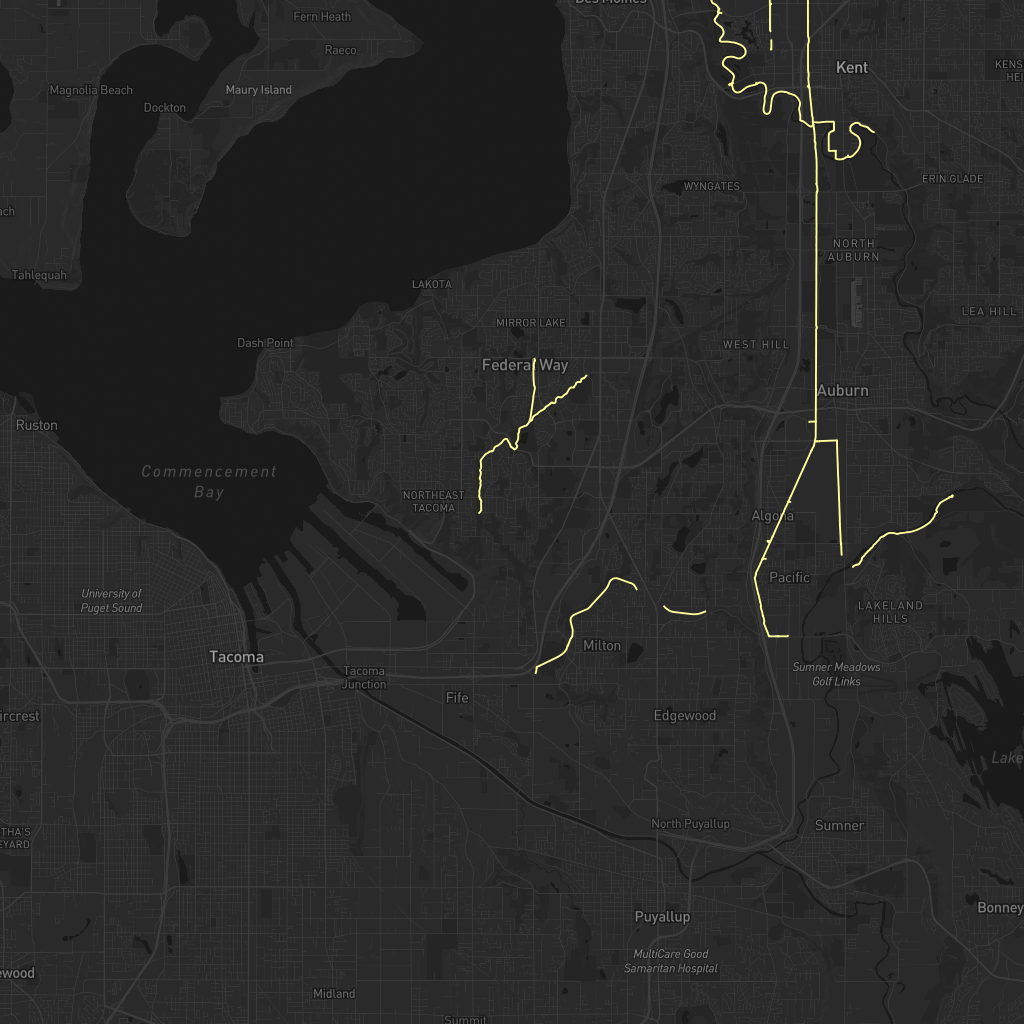 Des Moines
Fern Heath
Raeco
Kent
KENS
HEI
Magnolia Beach
Maury Island
Dockton
WYNGATES
ERIN GLADE
ach
NORTH
AUBURN
Tahlequah
LAKOTA
LEA HILL
MIRROR LAKE
Dash Point
WEST HILL
Federal Way
Auburn
Ruston
Commencement
Bay
NORTHEAST
TACOMA
Algona
Pacific
University of
Puget Sound
LAKELAND
HILLS
Milton
Tacoma
Tacoma
Junction
Sumner Meadows
Golf Links
Fife
ircrest
Edgewood
Lake
North Puyallup
Sumner
THA'S
EYARD
Puyallup
Bonney
MultiCare Good
Samaritan Hospital
ewood
Midland
Summit